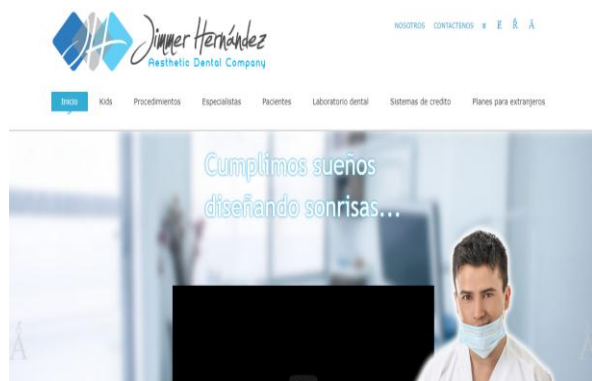 JH Jimmer Hernández
Aesthetic Dental Company
NOSOTROS CONTACTENOS E Ř Ã
Inicio Kids Procedimientos Especialistas Pacientes Laboratorio dental Sistemas de credito Planes para extranjeros
Cumplimos sueños
diseñando sonrisas...